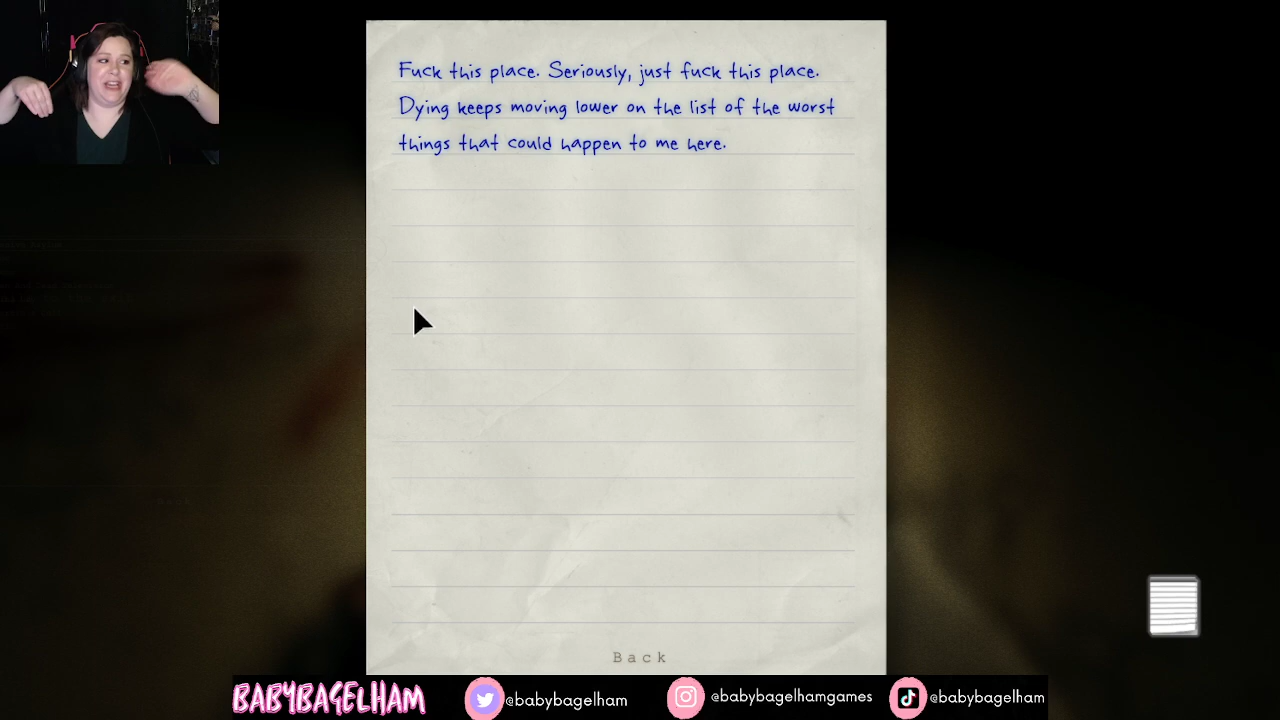 Fuck this place. Seriously, just fuck this place.
Dying keeps moving lower on the list of the worst
things that could happen to me here.
Back
BABYBAGELHAM
@babybagelham
@babybagelhamgames
@babybagelham